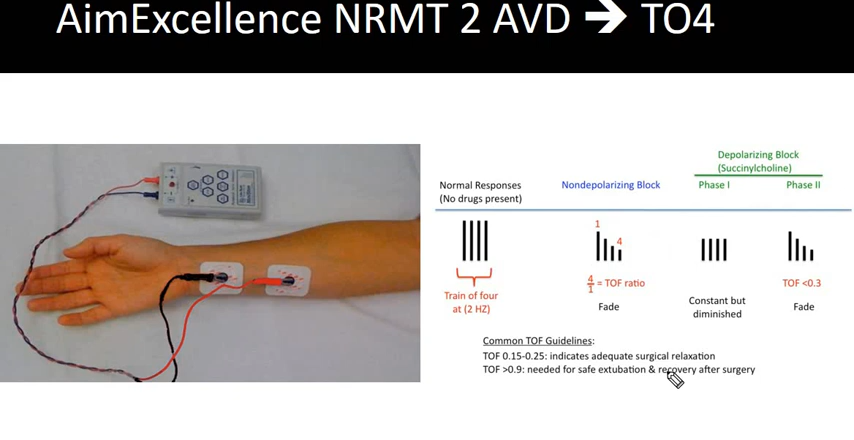 AimExcellence NRMT 2 AVD → TO4
Depolarizing Block
(Succinylcholine)
Normal Responses
(No drugs present)
Nondepolarizing Block
Phase I
Phase II
1
4
4/1 = TOF ratio
TOF <0.3
Train of four
at (2 HZ)
Fade
Constant but
diminished
Fade
Common TOF Guidelines:
TOF 0.15-0.25: indicates adequate surgical relaxation
TOF >0.9: needed for safe extubation & recovery after surgery